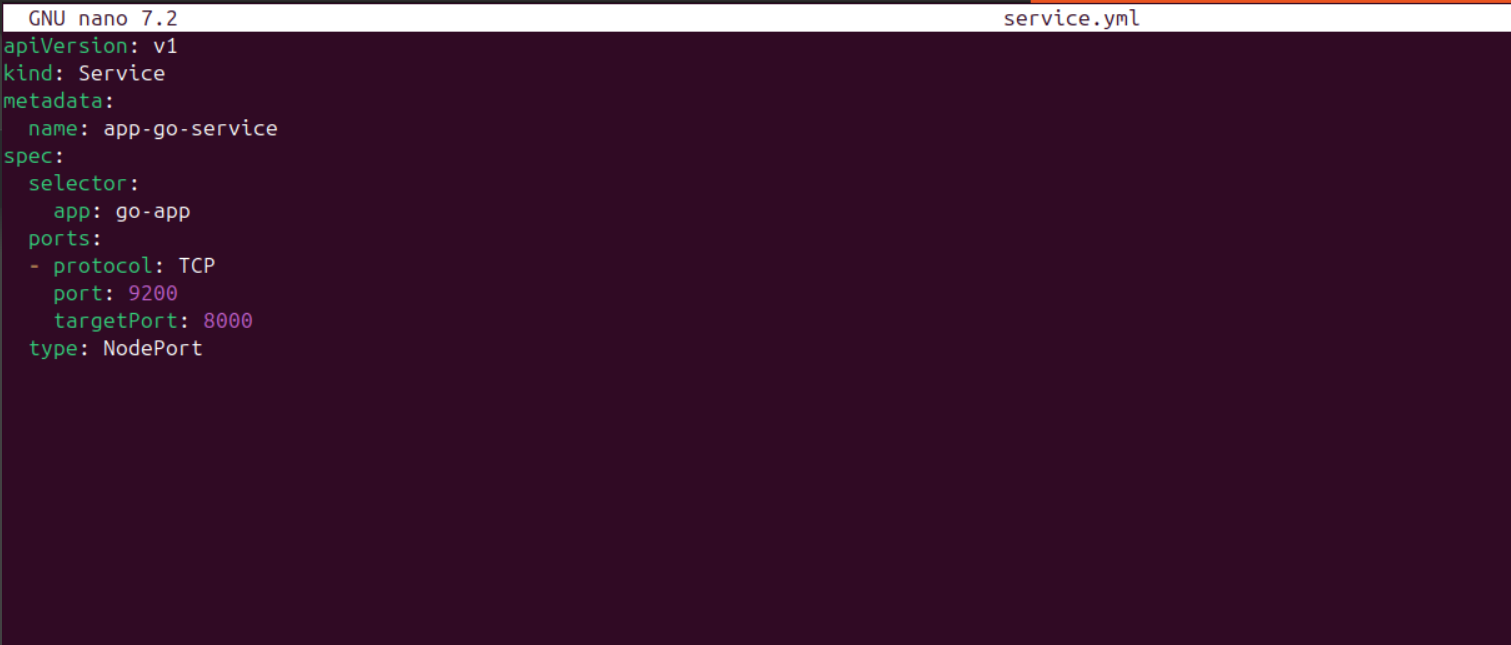 GNU nano 7.2 service.yml
apiVersion: v1
kind: Service
metadata:
  name: app-go-service
spec:
  selector:
    app: go-app
  ports:
  - protocol: TCP
    port: 9200
    targetPort: 8000
  type: NodePort